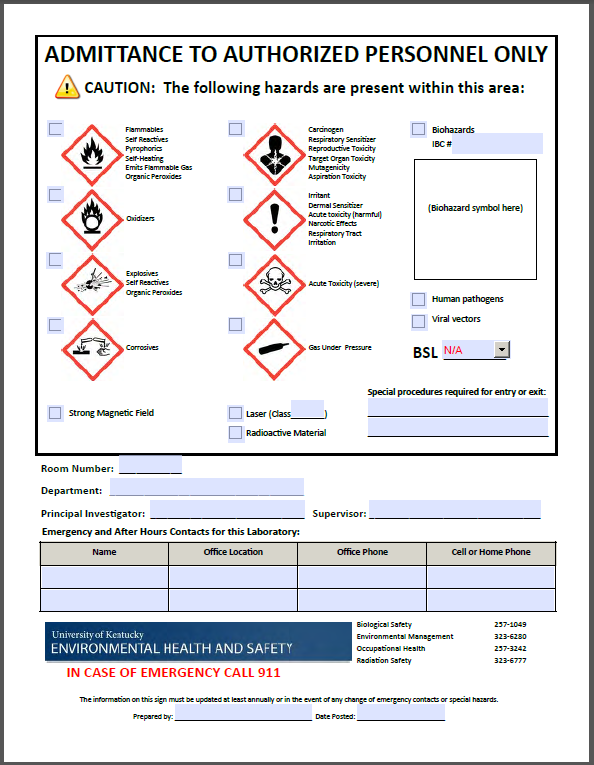 ADMITTANCE TO AUTHORIZED PERSONNEL ONLY
CAUTION: The following hazards are present within this area:
Flammables
Self Reactives
Pyrophorics
Self-Heating
Emits Flammable Gas
Organic Peroxides
Carcinogen
Respiratory Sensitizer
Reproductive Toxicity
Target Organ Toxicity
Mutagenicity
Aspiration Toxicity
Biohazards
IBC #
(Biohazard symbol here)
Oxidizers
Irritant
Dermal Sensitizer
Acute toxicity (harmful)
Narcotic Effects
Respiratory Tract
Irritation
Explosives
Self Reactives
Organic Peroxides
Acute Toxicity (severe)
Human pathogens
Viral vectors
Corrosives
Gas Under Pressure
BSL N/A
Special procedures required for entry or exit:
Strong Magnetic Field
Laser (Class______)
Radioactive Material
Room Number:
Department:
Principal Investigator: Supervisor:
Emergency and After Hours Contacts for this Laboratory:
Name Office Location Office Phone Cell or Home Phone
University of Kentucky
ENVIRONMENTAL HEALTH AND SAFETY
IN CASE OF EMERGENCY CALL 911
Biological Safety 257-1049
Environmental Management 323-6280
Occupational Health 257-3242
Radiation Safety 323-6777
The information on this sign must be updated at least annually or in the event of any change of emergency contacts or special hazards.
Prepared by: Date Posted: